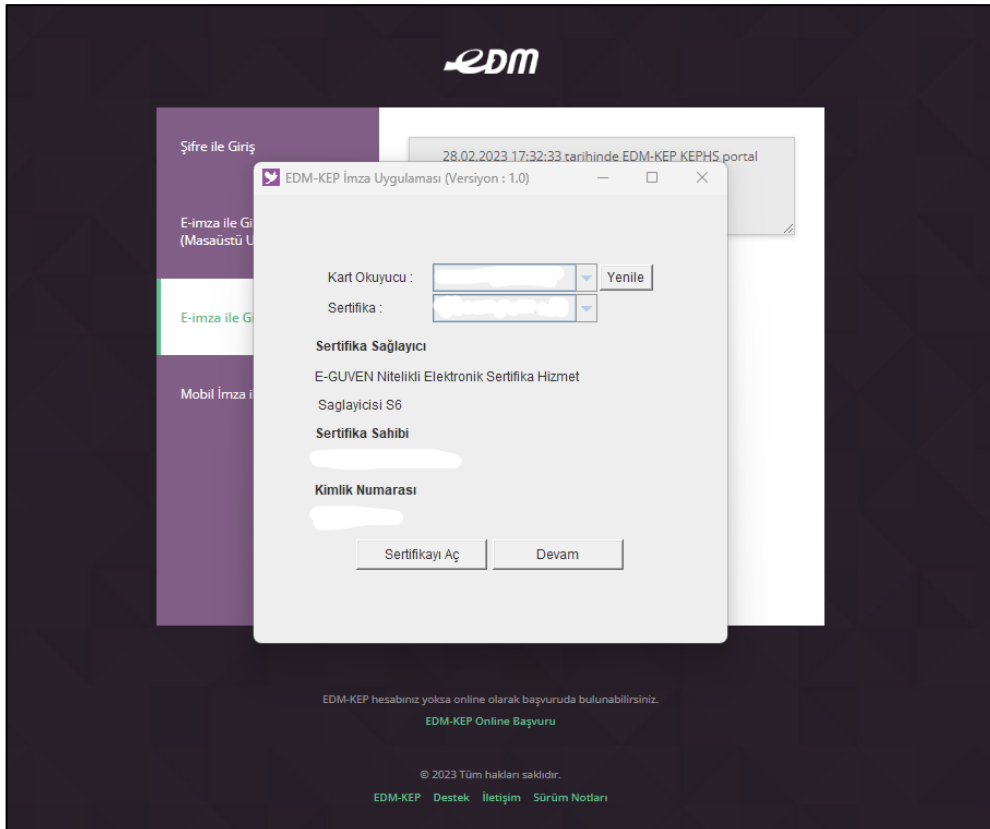 eDM
Şifre ile Giriş
28.02.2023 17:32:33 tarihinde EDM-KEP KEPHS portal
EDM-KEP İmza Uygulaması (Versiyon : 1.0)
E-imza ile Gi
(Masaüstü U
Kart Okuyucu :
Yenile
Sertifika :
E-imza ile Gi
Sertifika Sağlayıcı
E-GUVEN Nitelikli Elektronik Sertifika Hizmet
Saglayicisi S6
Mobil İmza i
Sertifika Sahibi
Kimlik Numarası
Sertifikayı Aç
Devam
EDM-KEP hesabınız yoksa online olarak başvuruda bulunabilirsiniz.
EDM-KEP Online Başvuru
© 2023 Tüm hakları saklıdır.
EDM-KEP Destek İletişim Sürüm Notları